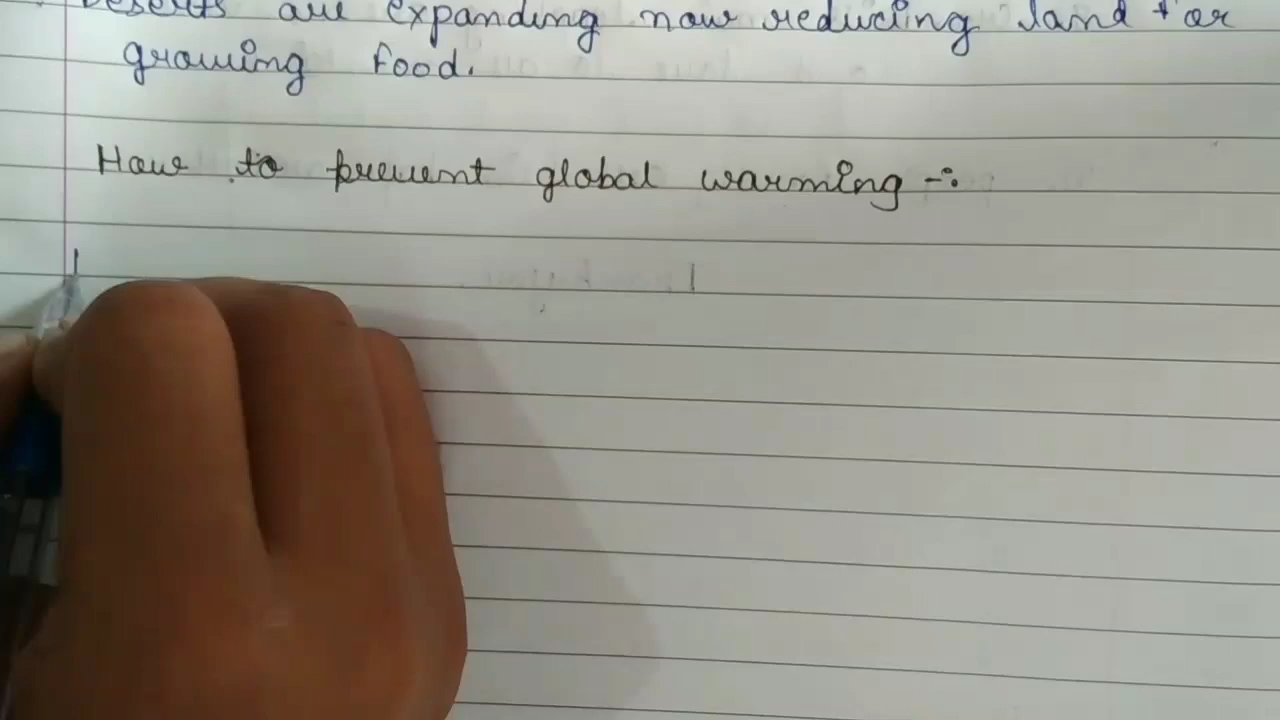 Deserts are expanding now reducing land for
growing food.
How to prevent global warming -: